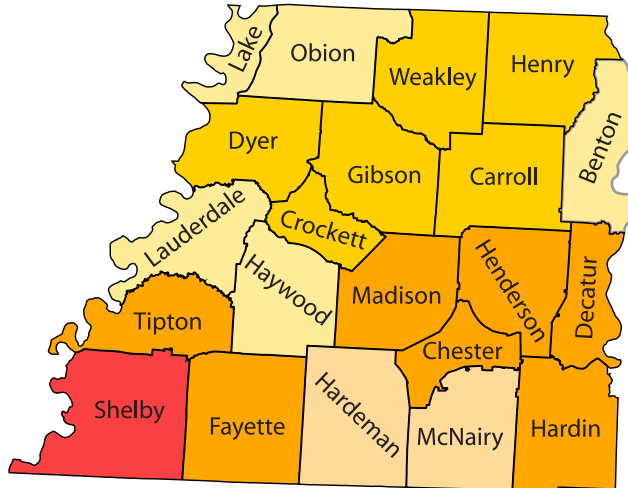 Lake
Obion
Weakley
Henry
Benton
Dyer
Gibson
Carroll
Lauderdale
Crockett
Haywood
Madison
Henderson
Decatur
Tipton
Chester
Shelby
Fayette
Hardeman
McNairy
Hardin